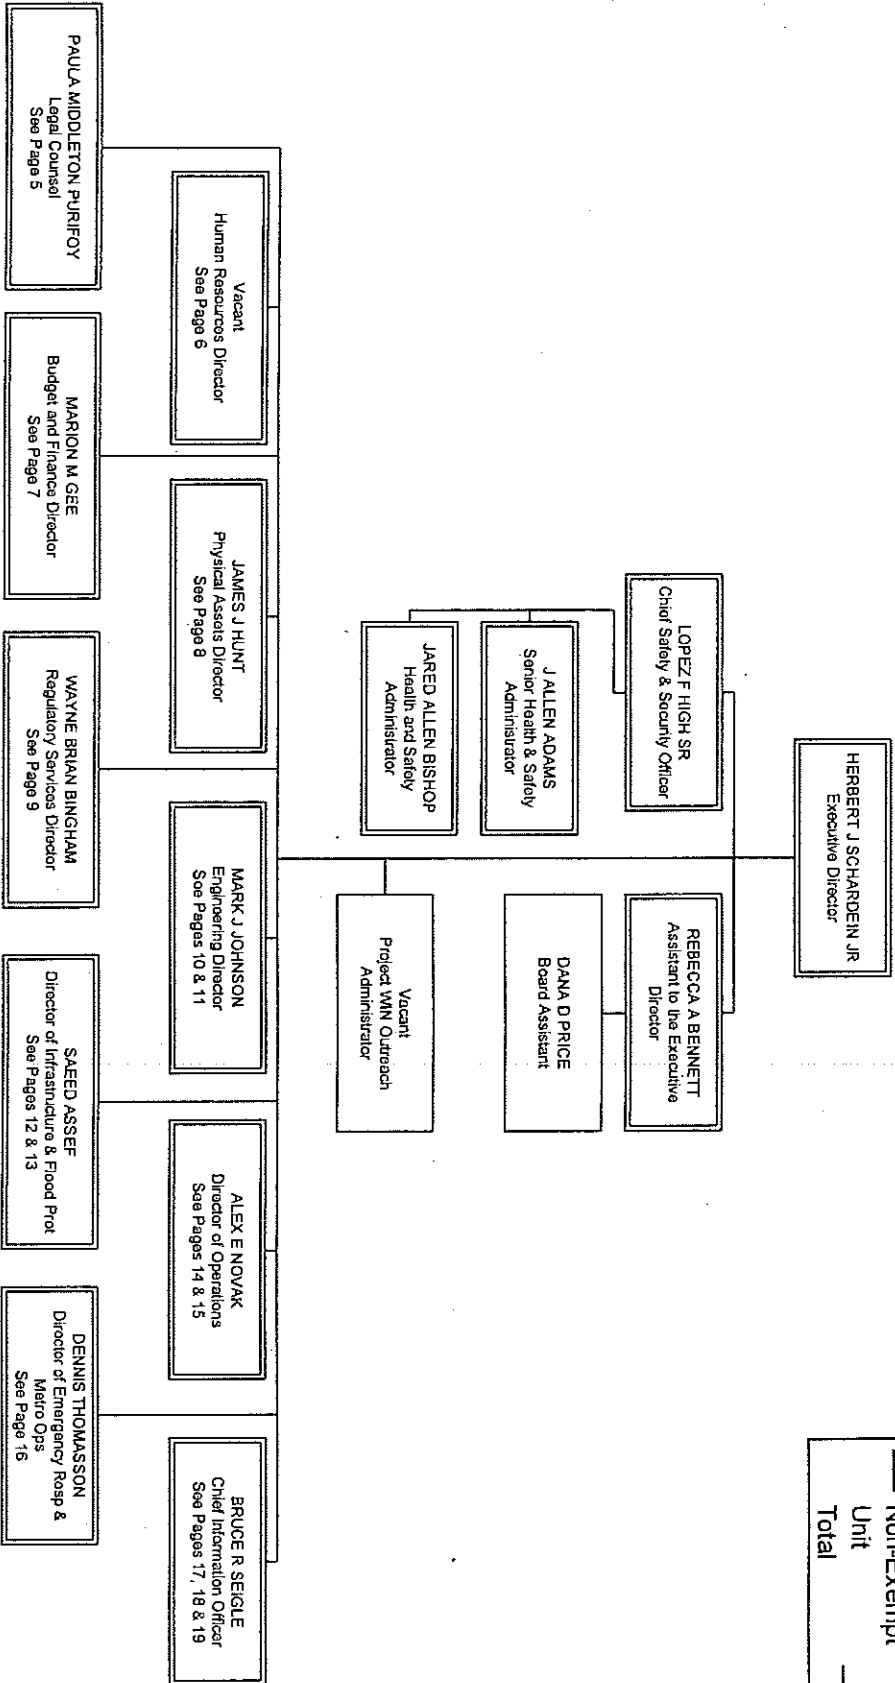 Non-Exempt
Unit
Total
HERBERT J SCHARDEIN JR
Executive Director
LOPEZ F HIGH SR
Chief Safety & Security Officer
REBECCA A BENNETT
Assistant to the Executive
Director
J ALLEN ADAMS
Senior Health & Safety
Administrator
DANA D PRICE
Board Assistant
JARED ALLEN BISHOP
Health and Safety
Administrator
Vacant
Project WIN Outreach
Administrator
Vacant
Human Resources Director
See Page 6
JAMES J HUNT
Physical Assets Director
See Page 8
MARK J JOHNSON
Engineering Director
See Pages 10 & 11
ALEX E NOVAK
Director of Operations
See Pages 14 & 15
BRUCE R SEIGLE
Chief Information Officer
See Pages 17, 18 & 19
PAULA MIDDLETON PURIFOY
Legal Counsel
See Page 5
MARION M GEE
Budget and Finance Director
See Page 7
WAYNE BRIAN BINGHAM
Regulatory Services Director
See Page 9
SAEED ASSEF
Director of Infrastructure & Flood Prot
See Pages 12 & 13
DENNIS THOMASSON
Director of Emergency Resp &
Metro Ops
See Page 16